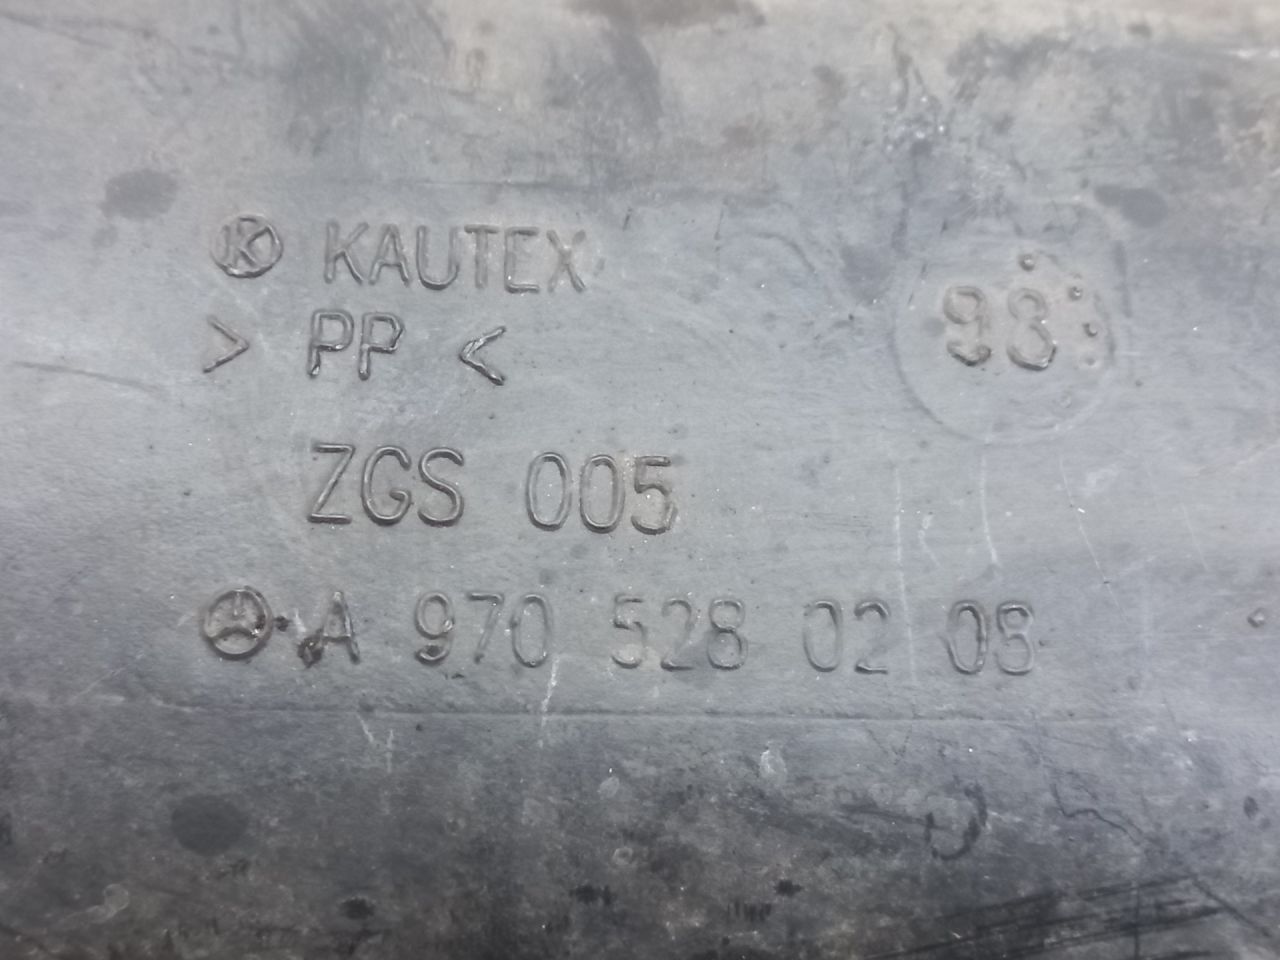 K KAUTEX
98
> PP <
ZGS 005
A 970 528 02 08